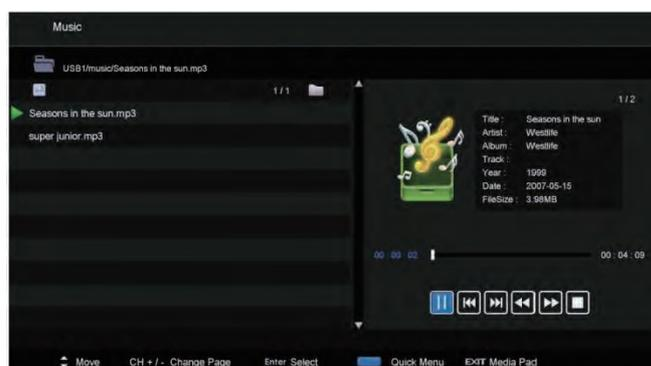 Music
USB1/music/Seasons in the sun.mp3
1/1
Seasons in the sun.mp3
super junior.mp3
1/2
Title : Seasons in the sun
Artist : Westlife
Album : Westlife
Track :
Year : 1999
Date : 2007-05-15
FileSize : 3.98MB
00 : 00 : 02
00 : 04 : 09
Move CH + / - Change Page Enter Select Quick Menu EXIT Media Pad